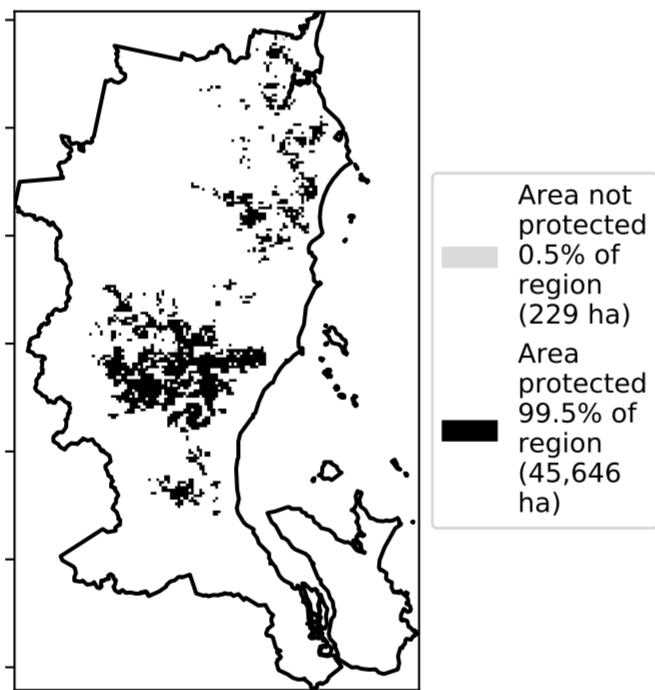 Area not
protected
0.5% of
region
(229 ha)
Area
protected
99.5% of
region
(45,646
ha)